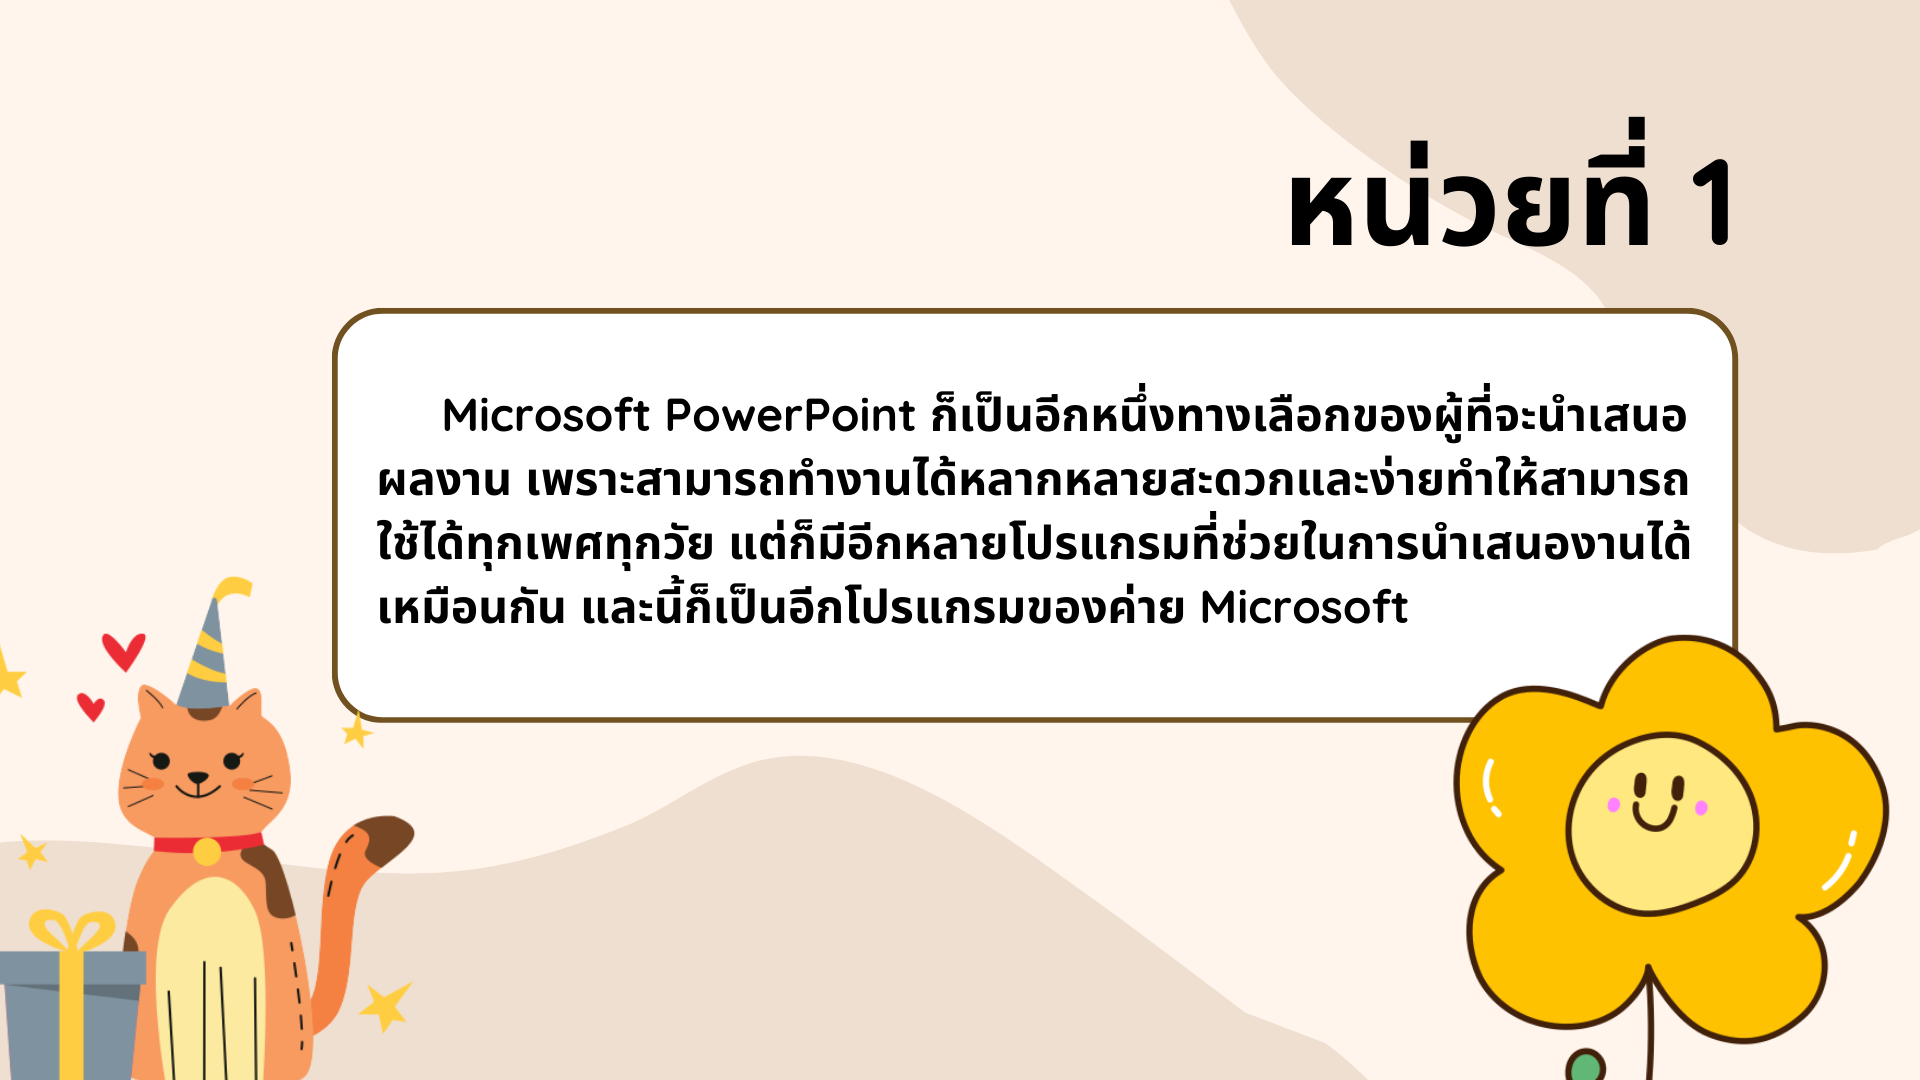 หน่วยที่ 1
Microsoft PowerPoint ก็เป็นอีกหนึ่งทางเลือกของผู้ที่จะนำเสนอ
ผลงาน เพราะสามารถทำงานได้หลากหลายสะดวกและง่ายทำให้สามารถ
ใช้ได้ทุกเพศทุกวัย แต่ก็มีอีกหลายโปรแกรมที่ช่วยในการนำเสนองานได้
เหมือนกัน และนี้ก็เป็นอีกโปรแกรมของค่าย Microsoft